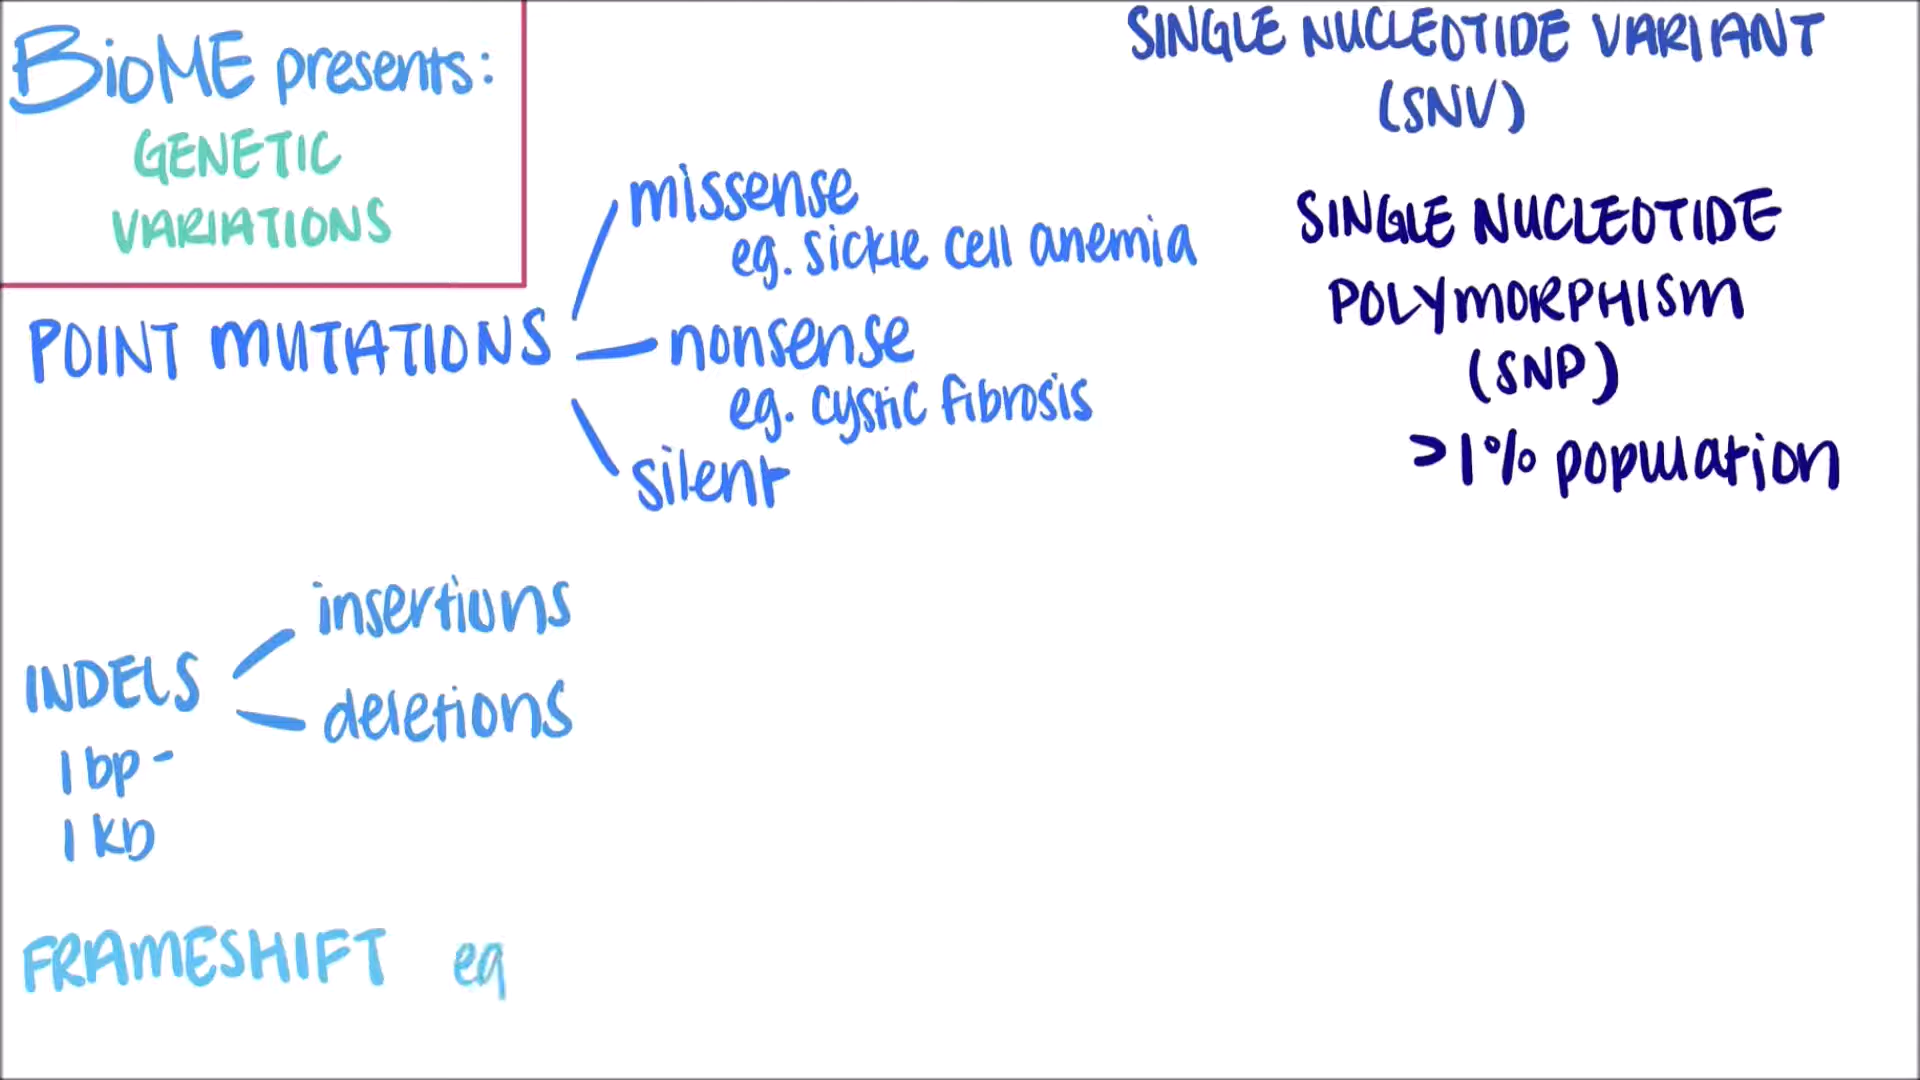 BioME presents:
GENETIC
VARIATIONS
SINGLE NUCLEOTIDE VARIANT
(SNV)
SINGLE NUCLEOTIDE
POLYMORPHISM
(SNP)
>1% population
POINT MUTATIONS
missense
eg. sickle cell anemia
nonsense
eg. cystic fibrosis
silent
INDELS
insertions
deletions
1 bp -
1 kb
FRAMESHIFT eg